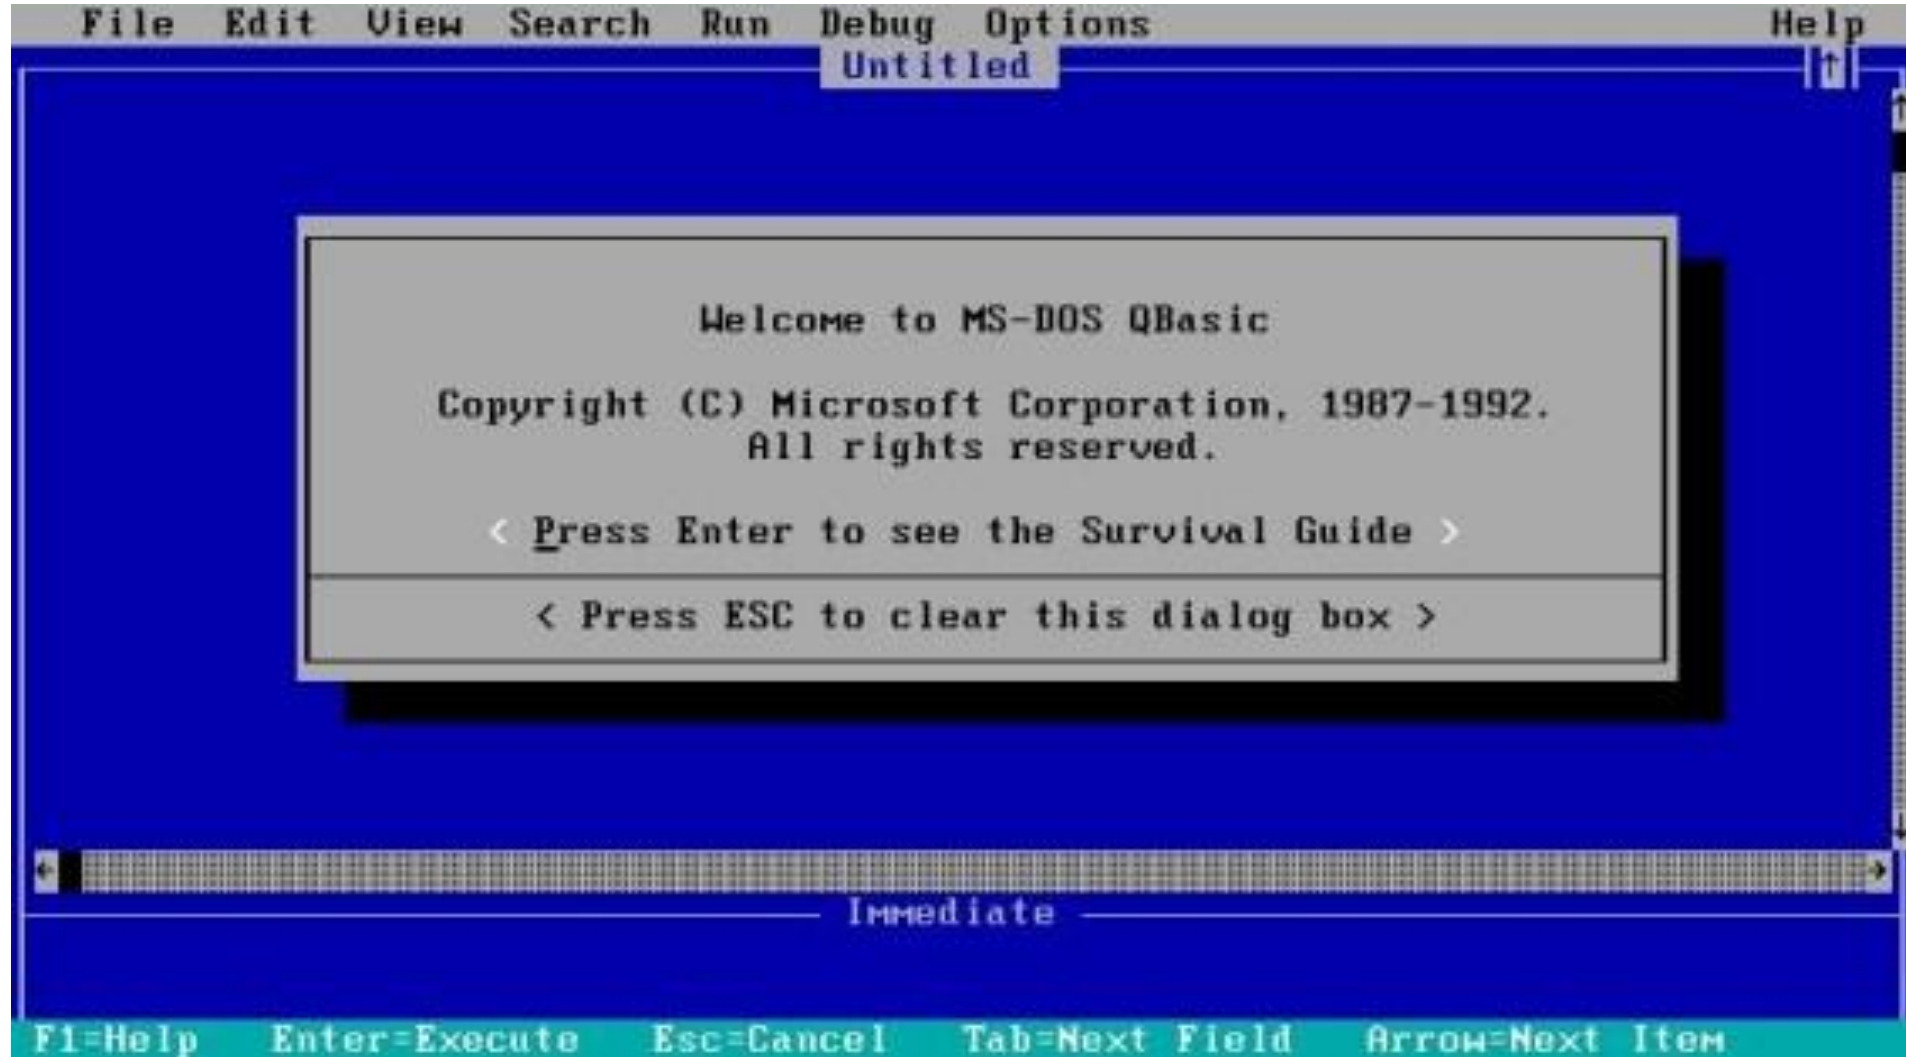 File Edit View Search Run Debug Options Help
Untitled
Welcome to MS-DOS QBasic
Copyright (C) Microsoft Corporation, 1987-1992.
All rights reserved.
< Press Enter to see the Survival Guide >
< Press ESC to clear this dialog box >
Immediate
F1=Help Enter=Execute Esc=Cancel Tab=Next Field Arrow=Next Item